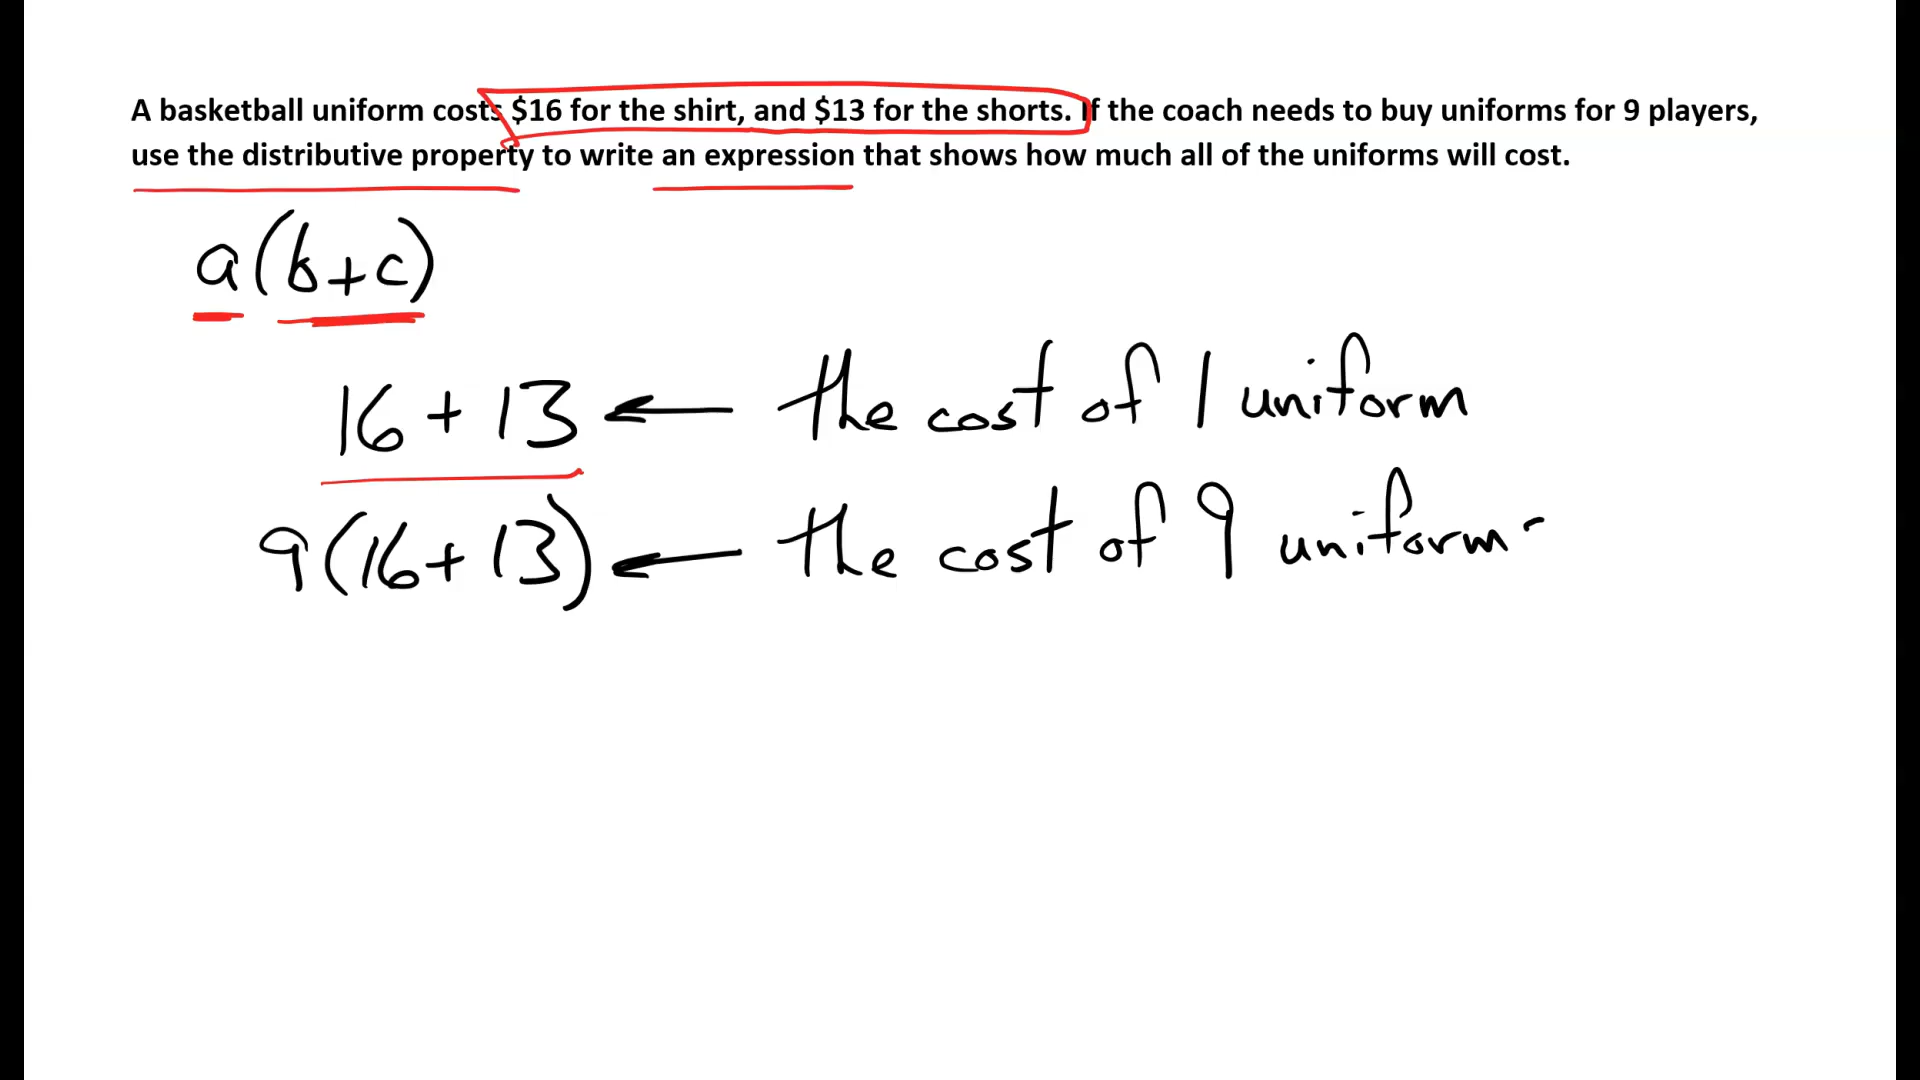 A basketball uniform costs $16 for the shirt, and $13 for the shorts. If the coach needs to buy uniforms for 9 players,
use the distributive property to write an expression that shows how much all of the uniforms will cost.
a(b+c)
16+13 ← the cost of 1 uniform
9(16+13) ← the cost of 9 uniform